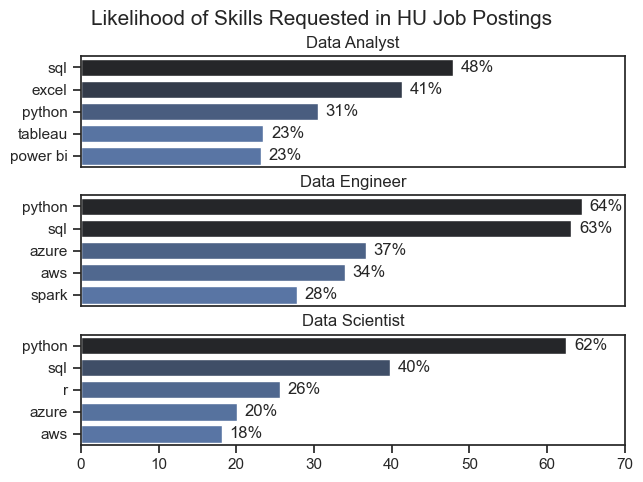 Likelihood of Skills Requested in HU Job Postings
Data Analyst
sql 48%
excel 41%
python 31%
tableau 23%
power bi 23%
Data Engineer
python 64%
sql 63%
azure 37%
aws 34%
spark 28%
Data Scientist
python 62%
sql 40%
r 26%
azure 20%
aws 18%
0 10 20 30 40 50 60 70